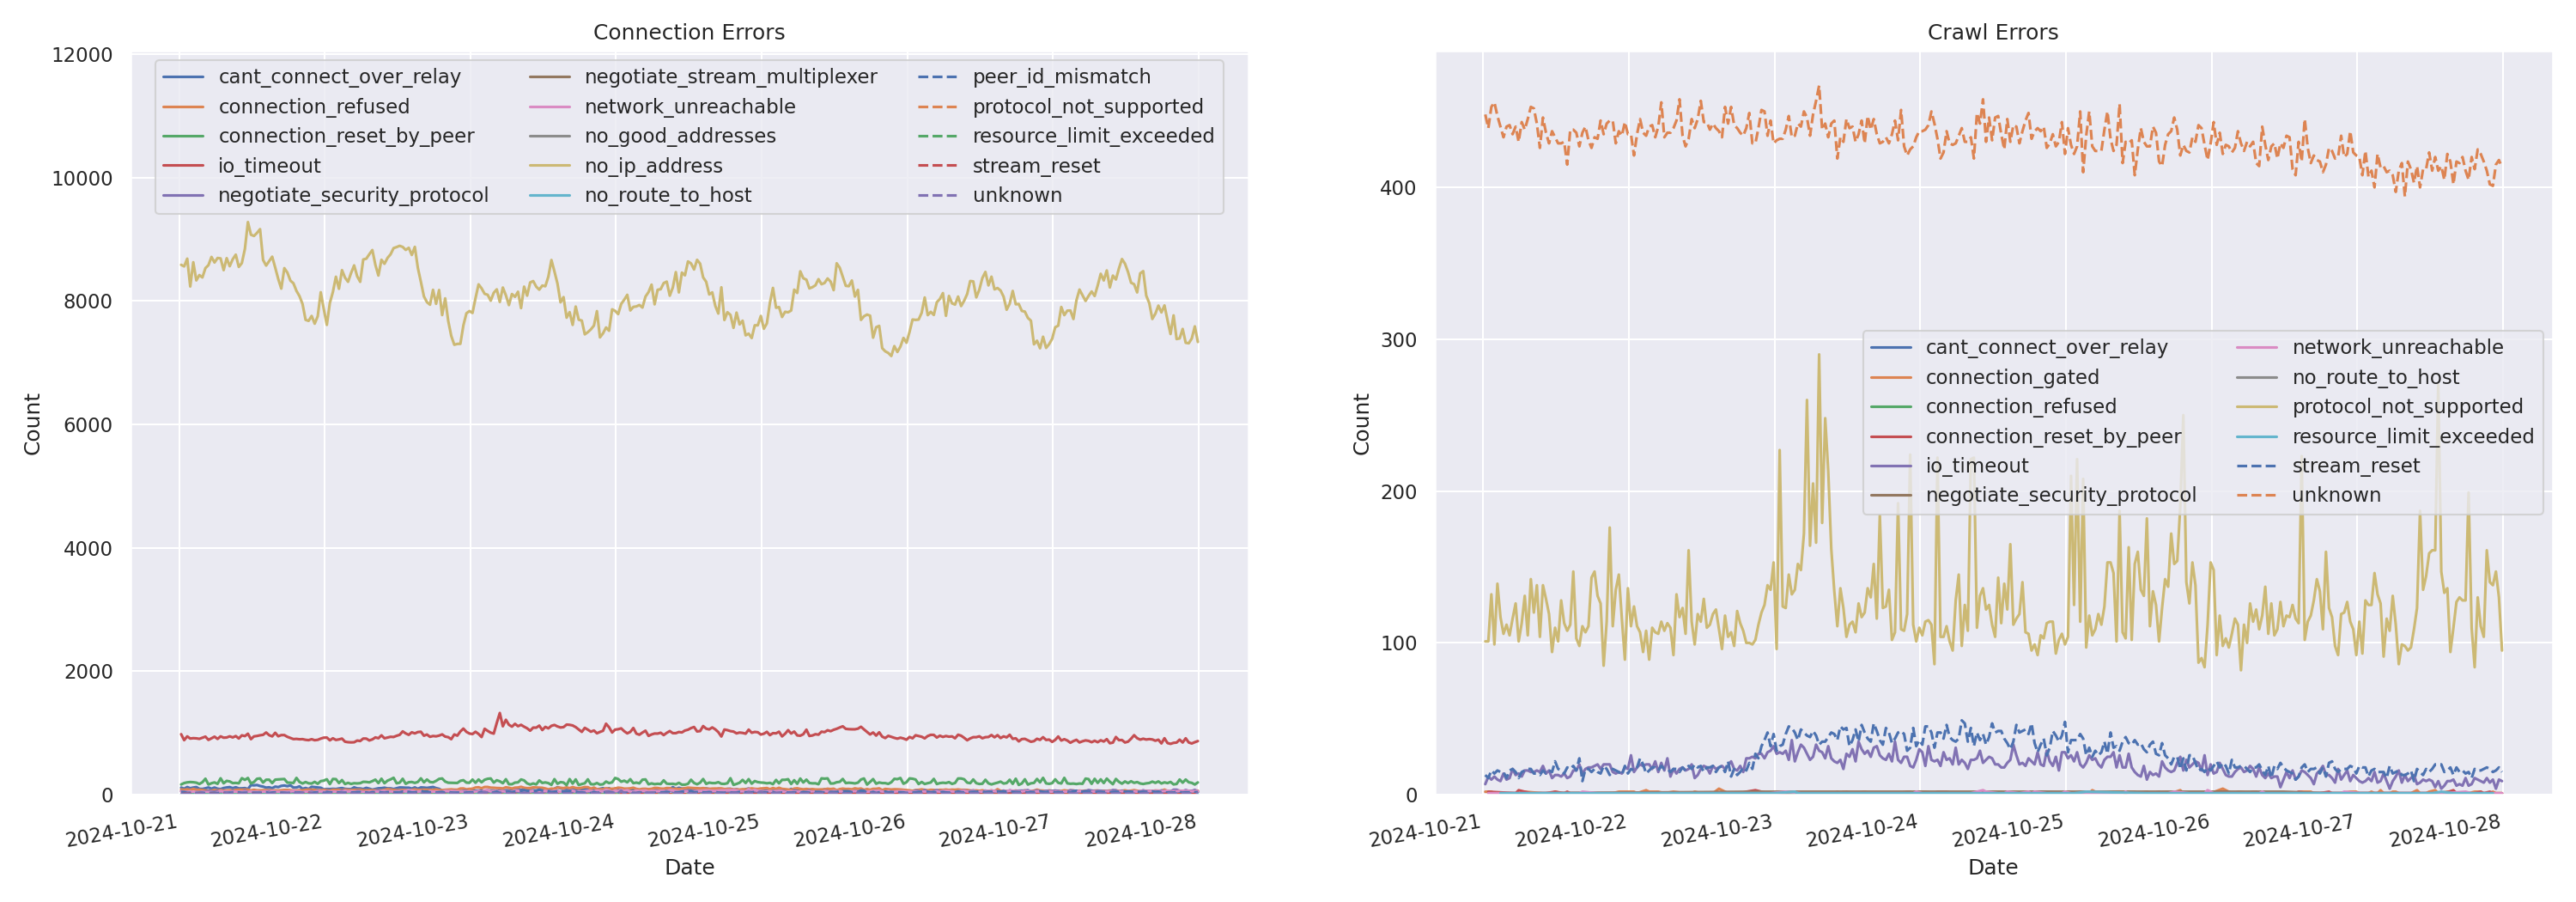 Connection Errors
12000
10000
8000
6000
4000
2000
0
Count
cant_connect_over_relay
connection_refused
connection_reset_by_peer
io_timeout
negotiate_security_protocol
negotiate_stream_multiplexer
network_unreachable
no_good_addresses
no_ip_address
no_route_to_host
peer_id_mismatch
protocol_not_supported
resource_limit_exceeded
stream_reset
unknown
2024-10-21
2024-10-22
2024-10-23
2024-10-24
2024-10-25
2024-10-26
2024-10-27
2024-10-28
Date
Crawl Errors
400
300
200
100
0
Count
cant_connect_over_relay
connection_gated
connection_refused
connection_reset_by_peer
io_timeout
negotiate_security_protocol
network_unreachable
no_route_to_host
protocol_not_supported
resource_limit_exceeded
stream_reset
unknown
2024-10-21
2024-10-22
2024-10-23
2024-10-24
2024-10-25
2024-10-26
2024-10-27
2024-10-28
Date